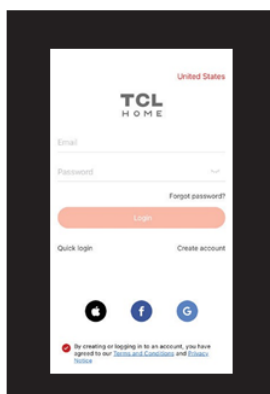 United States
TCL
HOME
Email
Password
Forgot password?
Login
Quick login
Create account
f
G
By creating or logging in to an account, you have
agreed to our Terms and Conditions and Privacy
Notice